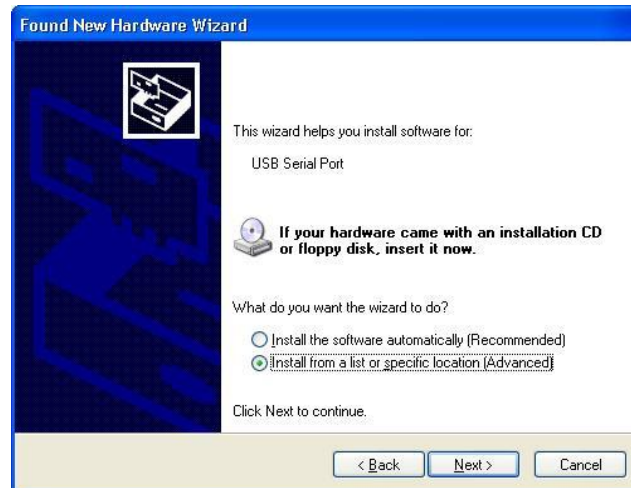 Found New Hardware Wizard
This wizard helps you install software for:
USB Serial Port
If your hardware came with an installation CD
or floppy disk, insert it now.
What do you want the wizard to do?
Install the software automatically (Recommended)
Install from a list or specific location (Advanced)
Click Next to continue.
< Back
Next >
Cancel